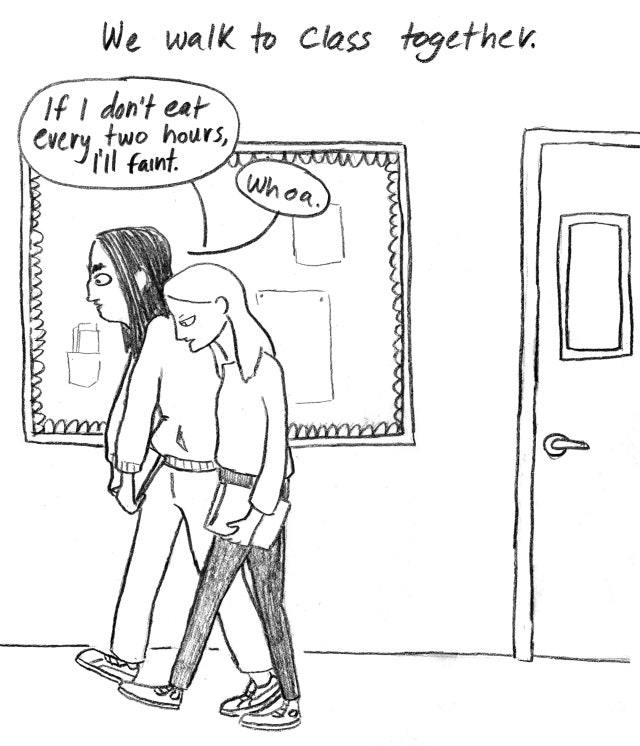 We walk to class together.
If I don't eat
every two hours,
I'll faint.
Whoa.